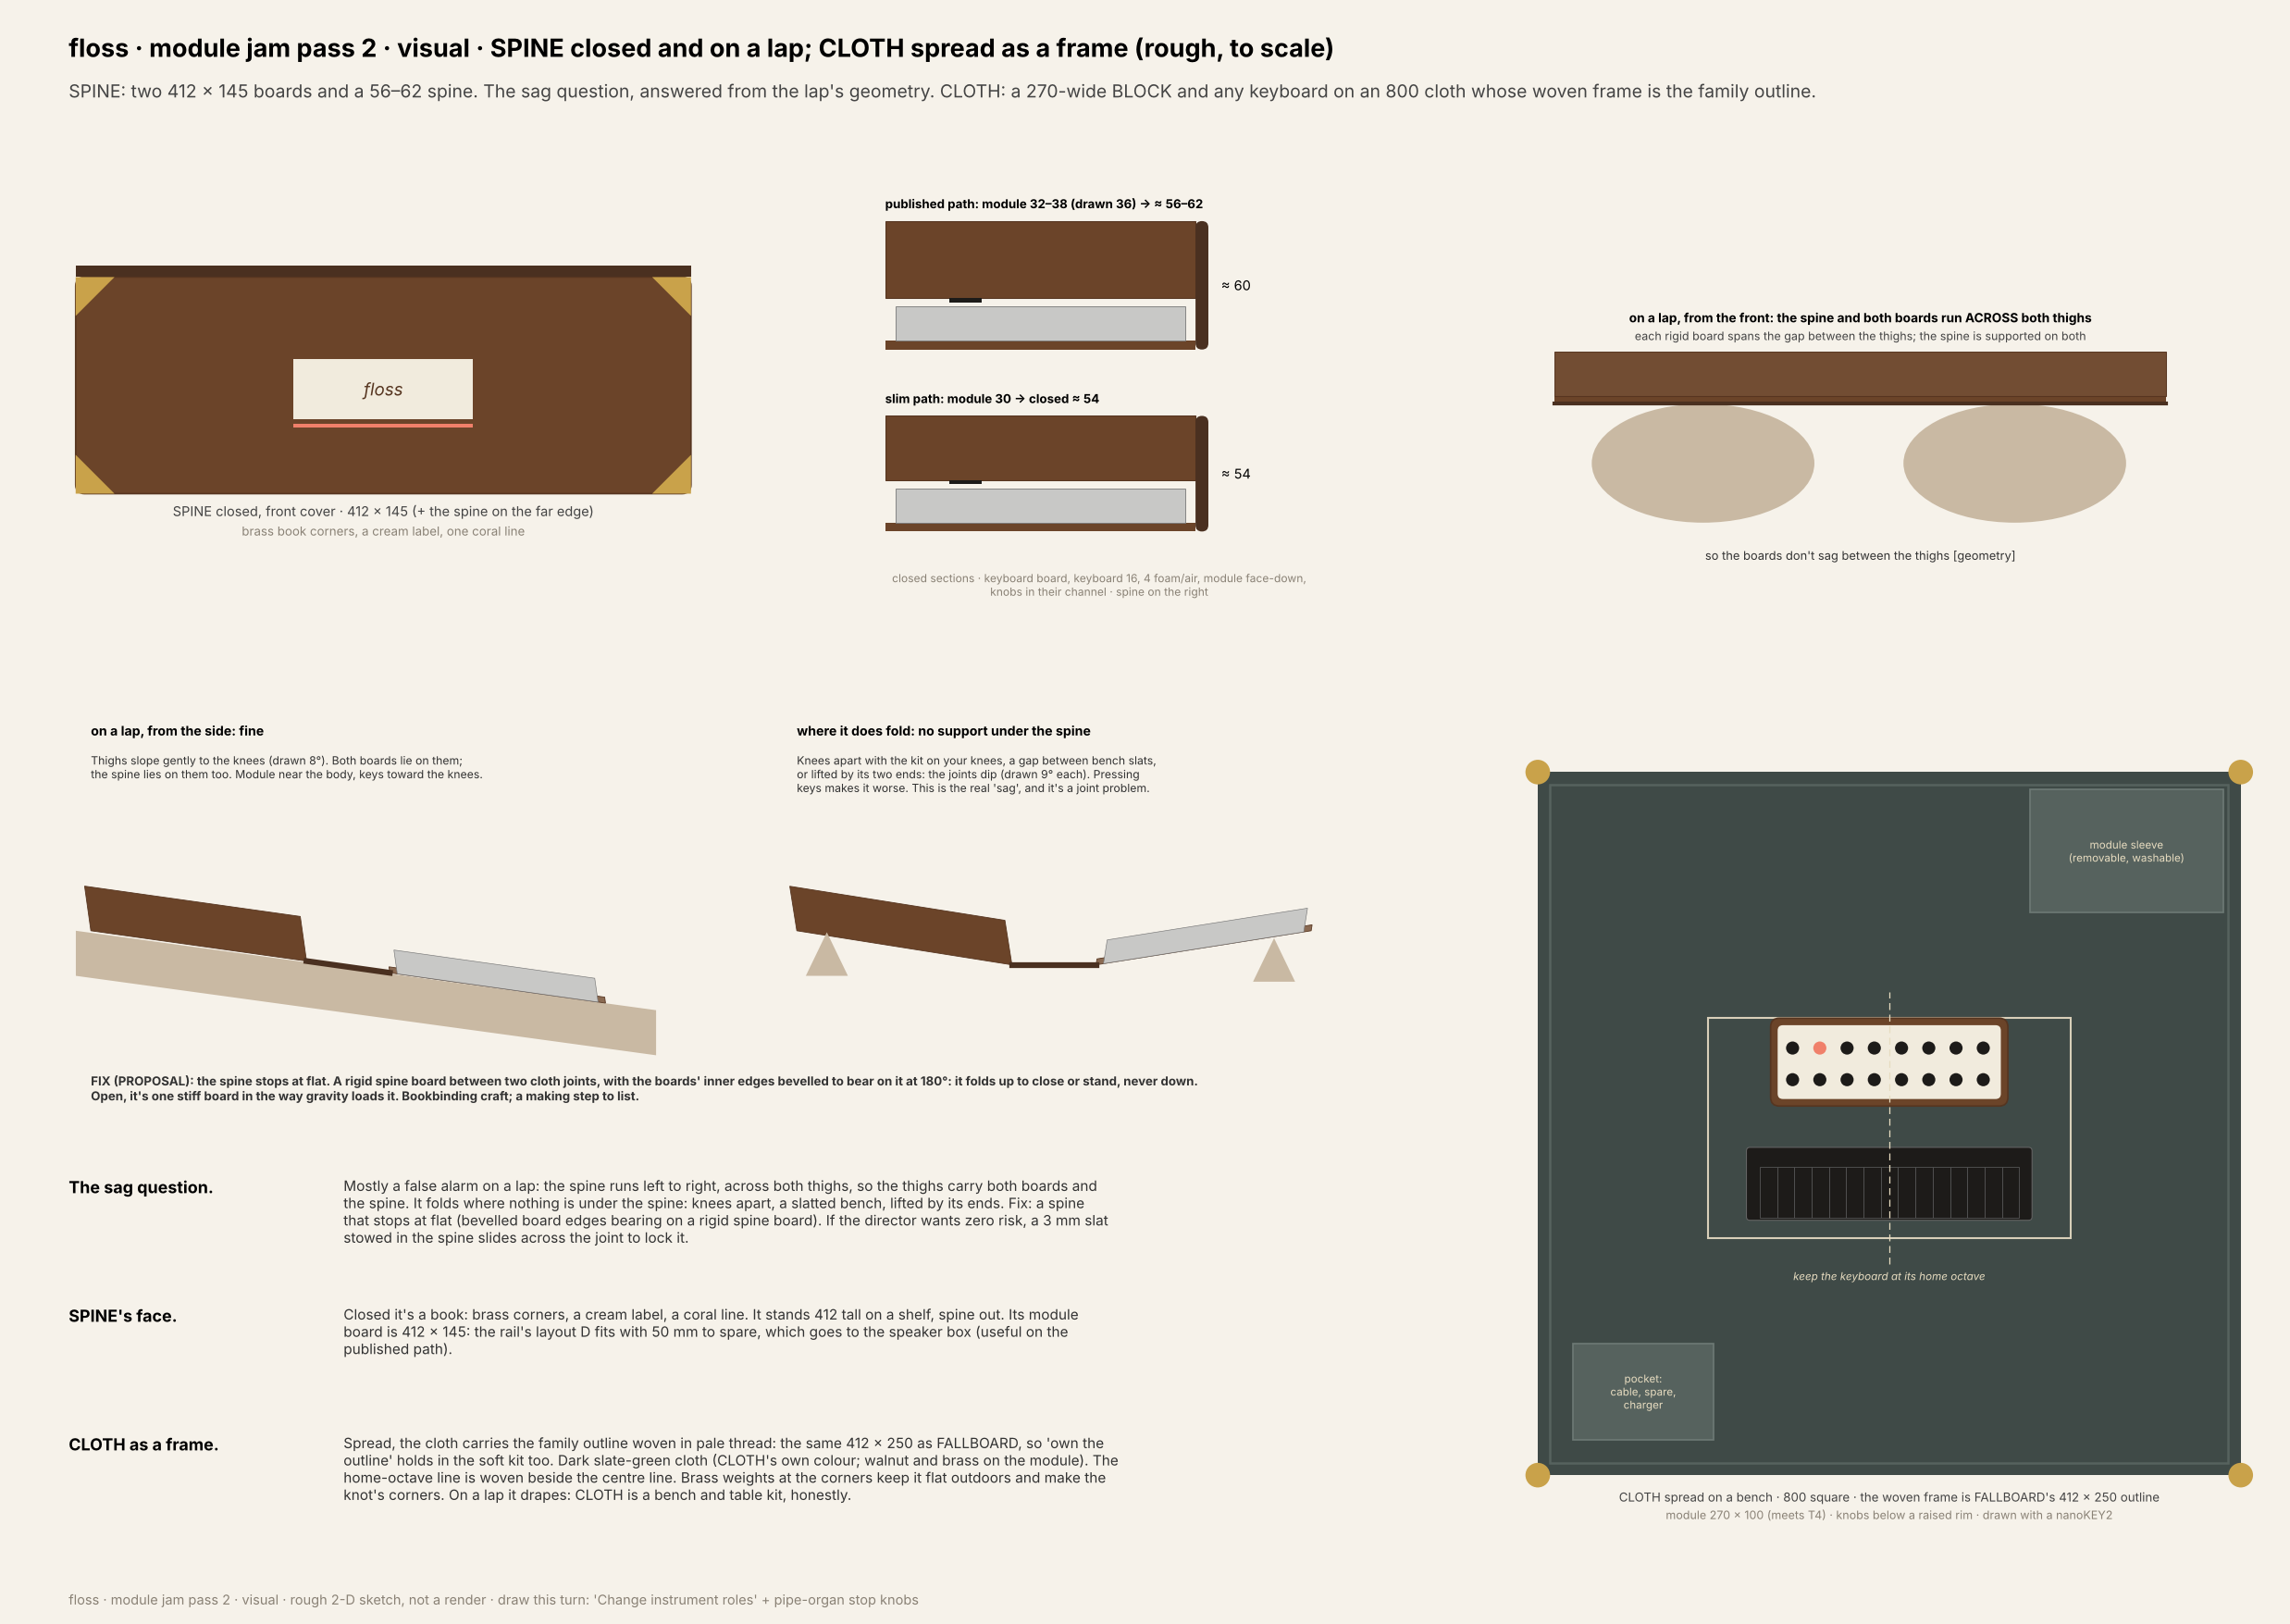 floss · module jam pass 2 · visual · SPINE closed and on a lap; CLOTH spread as a frame (rough, to scale)
SPINE: two 412 × 145 boards and a 56–62 spine. The sag question, answered from the lap's geometry. CLOTH: a 270-wide BLOCK and any keyboard on an 800 cloth whose woven frame is the family outline.
floss
SPINE closed, front cover · 412 × 145 (+ the spine on the far edge)
brass book corners, a cream label, one coral line
published path: module 32–38 (drawn 36) → ≈ 56–62
≈ 60
slim path: module 30 → closed ≈ 54
≈ 54
closed sections · keyboard board, keyboard 16, 4 foam/air, module face-down,
knobs in their channel · spine on the right
on a lap, from the front: the spine and both boards run ACROSS both thighs
each rigid board spans the gap between the thighs; the spine is supported on both
so the boards don't sag between the thighs [geometry]
on a lap, from the side: fine
Thighs slope gently to the knees (drawn 8°). Both boards lie on them;
the spine lies on them too. Module near the body, keys toward the knees.
where it does fold: no support under the spine
Knees apart with the kit on your knees, a gap between bench slats,
or lifted by its two ends: the joints dip (drawn 9° each). Pressing
keys makes it worse. This is the real 'sag', and it's a joint problem.
FIX (PROPOSAL): the spine stops at flat. A rigid spine board between two cloth joints, with the boards' inner edges bevelled to bear on it at 180°: it folds up to close or stand, never down.
Open, it's one stiff board in the way gravity loads it. Bookbinding craft; a making step to list.
The sag question.
Mostly a false alarm on a lap: the spine runs left to right, across both thighs, so the thighs carry both boards and
the spine. It folds where nothing is under the spine: knees apart, a slatted bench, lifted by its ends. Fix: a spine
that stops at flat (bevelled board edges bearing on a rigid spine board). If the director wants zero risk, a 3 mm slat
stowed in the spine slides across the joint to lock it.
SPINE's face.
Closed it's a book: brass corners, a cream label, a coral line. It stands 412 tall on a shelf, spine out. Its module
board is 412 × 145: the rail's layout D fits with 50 mm to spare, which goes to the speaker box (useful on the
published path).
CLOTH as a frame.
Spread, the cloth carries the family outline woven in pale thread: the same 412 × 250 as FALLBOARD, so 'own the
outline' holds in the soft kit too. Dark slate-green cloth (CLOTH's own colour; walnut and brass on the module). The
home-octave line is woven beside the centre line. Brass weights at the corners keep it flat outdoors and make the
knot's corners. On a lap it drapes: CLOTH is a bench and table kit, honestly.
module sleeve
(removable, washable)
keep the keyboard at its home octave
pocket:
cable, spare,
charger
CLOTH spread on a bench · 800 square · the woven frame is FALLBOARD's 412 × 250 outline
module 270 × 100 (meets T4) · knobs below a raised rim · drawn with a nanoKEY2
floss · module jam pass 2 · visual · rough 2-D sketch, not a render · draw this turn: 'Change instrument roles' + pipe-organ stop knobs